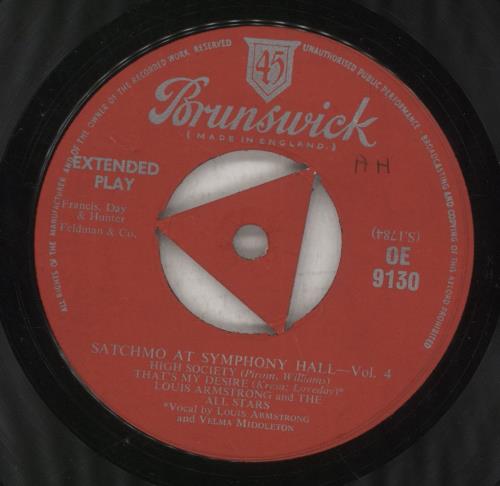 ALL RIGHTS OF THE MANUFACTURER AND OF THE OWNER OF THE RECORDED WORK RESERVED
UNAUTHORISED PUBLIC PERFORMANCE · BROADCASTING AND COPYING OF THIS RECORD PROHIBITED
45
Brunswick
(MADE IN ENGLAND.)
AH
EXTENDED
PLAY
Francis, Day
& Hunter
Feldman & Co.
(S.1784)
OE
9130
SATCHMO AT SYMPHONY HALL—Vol. 4
HIGH SOCIETY (Piron, Williams)
THAT'S MY DESIRE (Kresa; Loveday)*
LOUIS ARMSTRONG AND THE
ALL STARS
*Vocal by LOUIS ARMSTRONG
and VELMA MIDDLETON